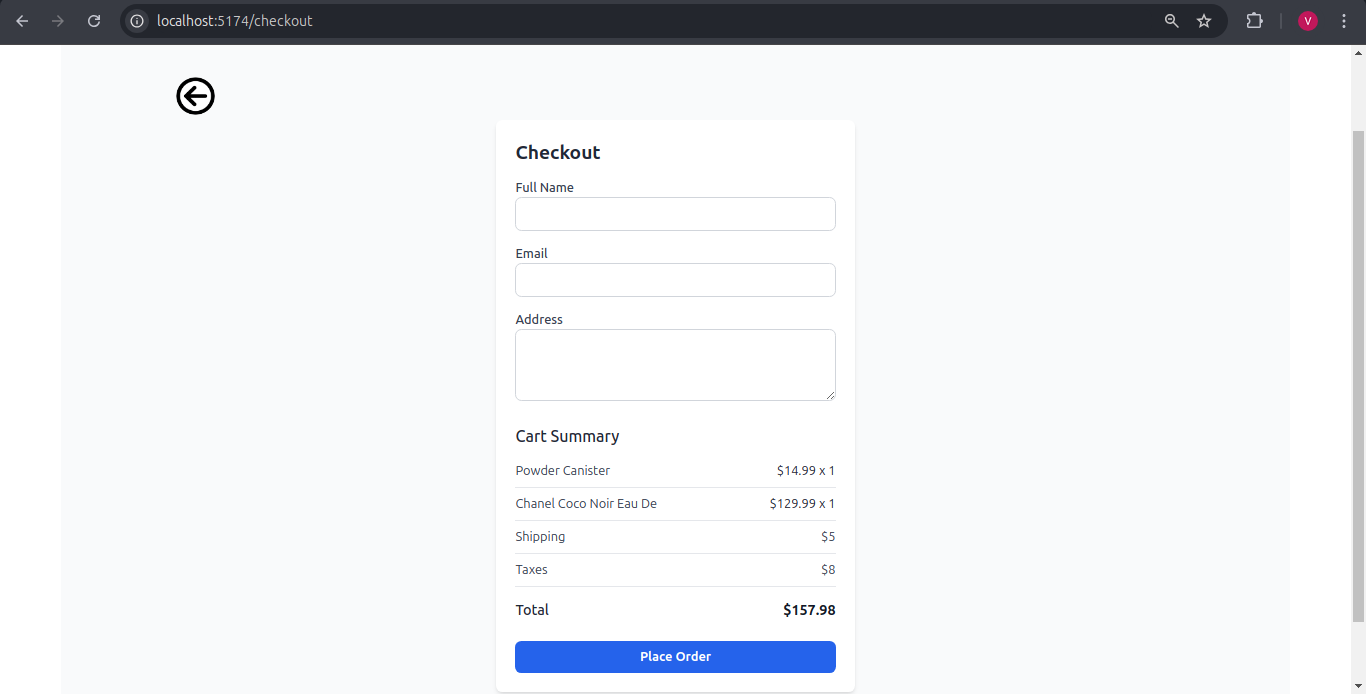 localhost:5174/checkout
V
Checkout
Full Name
Email
Address
Cart Summary
Powder Canister $14.99 x 1
Chanel Coco Noir Eau De $129.99 x 1
Shipping $5
Taxes $8
Total $157.98
Place Order